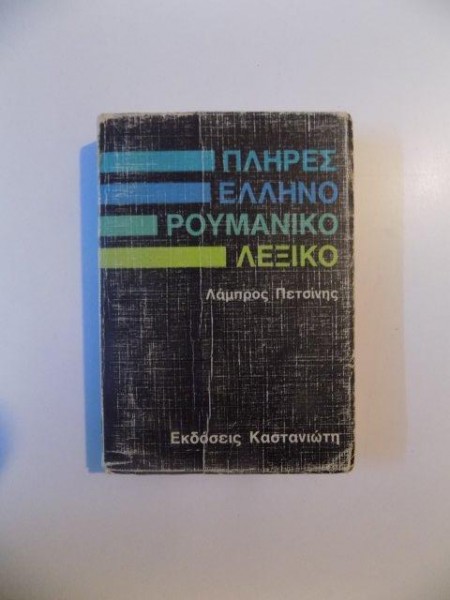 ΠΛΗΡΕΣ
ΕΛΛΗΝΟ
ΡΟΥΜΑΝΙΚΟ
ΛΕΞΙΚΟ
Λάμπρος Πετσίνης
Εκδόσεις Καστανιώτη